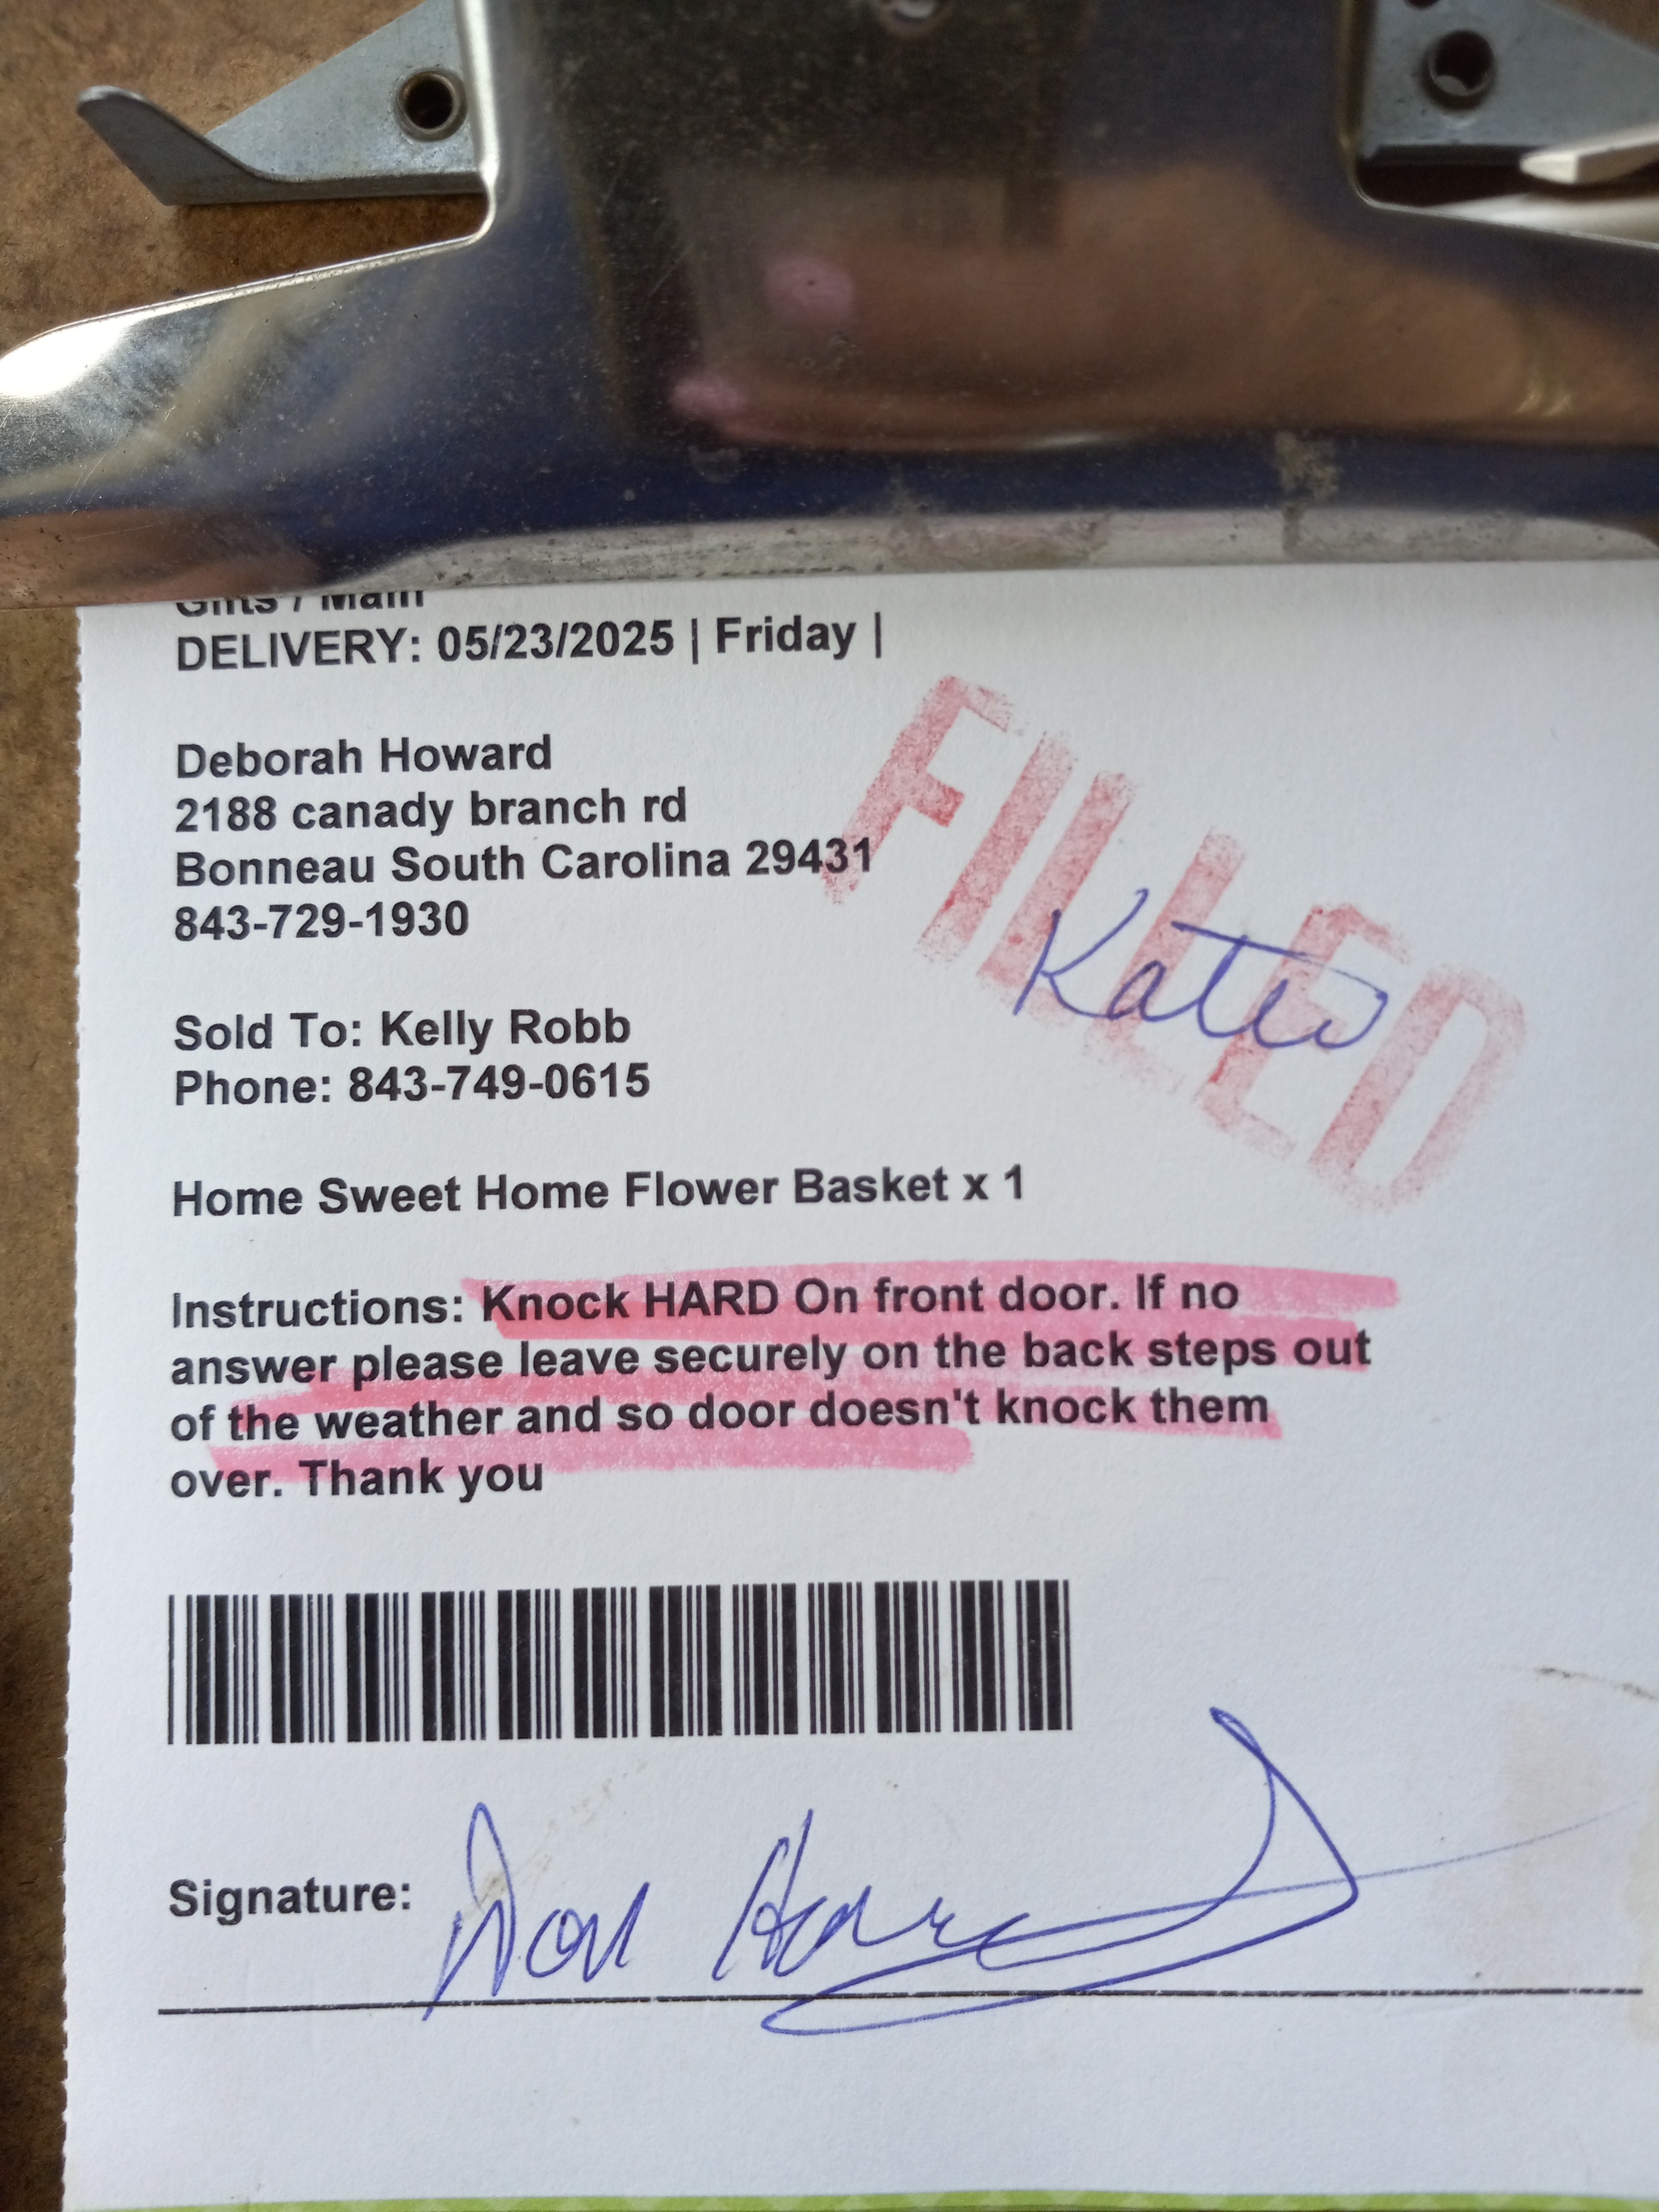 Gifts / Main
DELIVERY: 05/23/2025 | Friday |
Deborah Howard
2188 canady branch rd
Bonneau South Carolina 29431
843-729-1930
FILLED
Katie
Sold To: Kelly Robb
Phone: 843-749-0615
Home Sweet Home Flower Basket x 1
Instructions: Knock HARD On front door. If no
answer please leave securely on the back steps out
of the weather and so door doesn't knock them
over. Thank you
Signature: Don